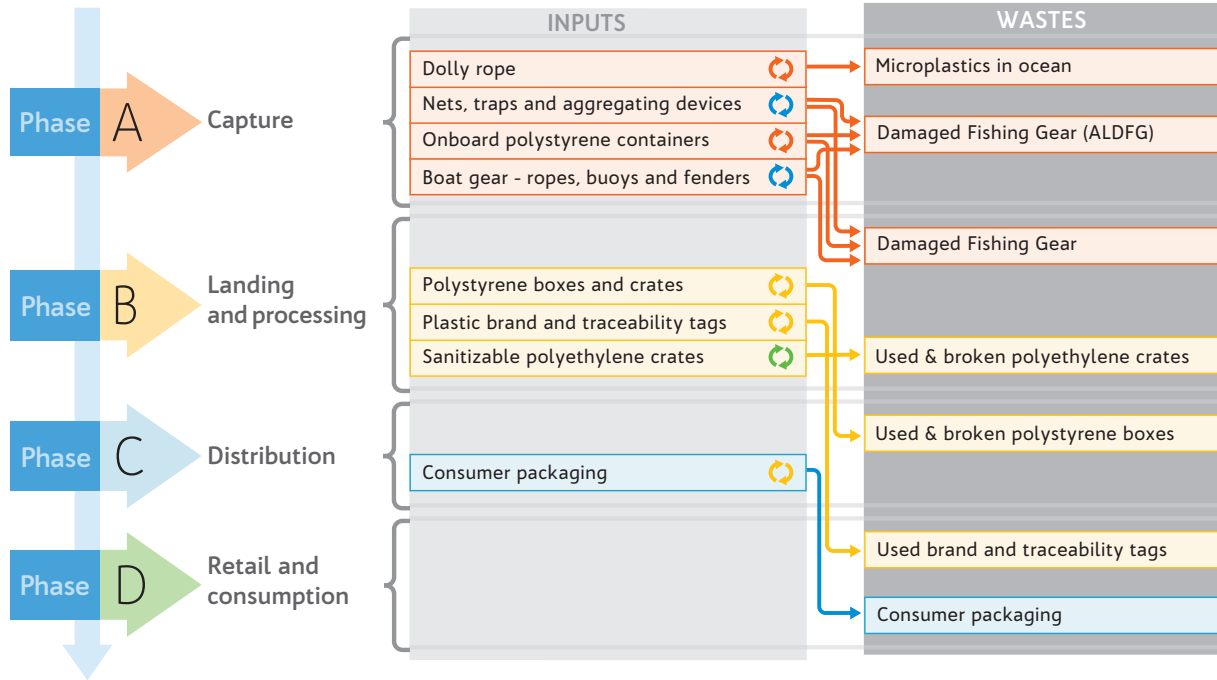 INPUTS
WASTES
Phase A
Capture
Dolly rope
Nets, traps and aggregating devices
Onboard polystyrene containers
Boat gear - ropes, buoys and fenders
Microplastics in ocean
Damaged Fishing Gear (ALDFG)
Damaged Fishing Gear
Phase B
Landing
and processing
Polystyrene boxes and crates
Plastic brand and traceability tags
Sanitizable polyethylene crates
Used & broken polyethylene crates
Phase C
Distribution
Consumer packaging
Used & broken polystyrene boxes
Phase D
Retail and
consumption
Used brand and traceability tags
Consumer packaging